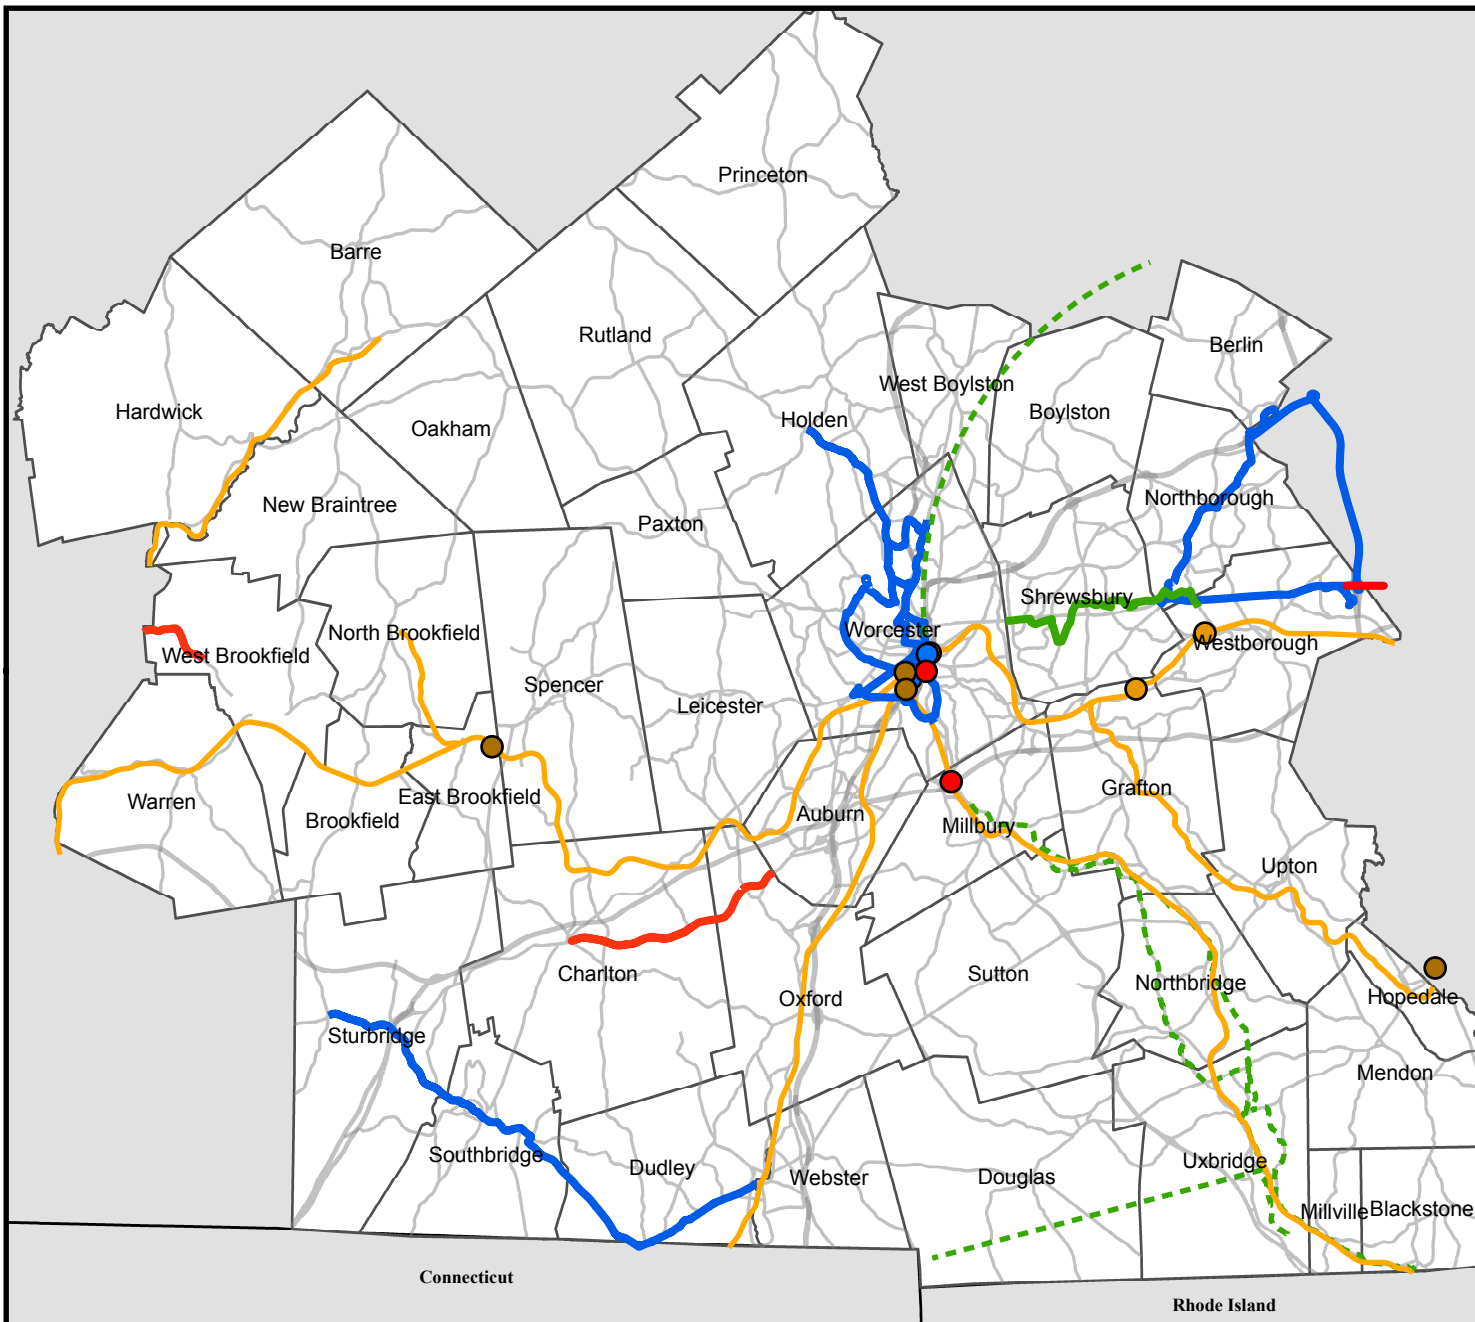 Princeton
Barre
Rutland
Berlin
West Boylston
Hardwick
Boylston
Holden
Oakham
Northborough
New Braintree
Paxton
Shrewsbury
Worcester
North Brookfield
Westborough
West Brookfield
Spencer
Leicester
Grafton
East Brookfield
Warren
Auburn
Brookfield
Millbury
Upton
Charlton
Sutton
Northbridge
Hopedale
Oxford
Sturbridge
Mendon
Southbridge
Uxbridge
Dudley
Webster
Douglas
Millville
Blackstone
Connecticut
Rhode Island